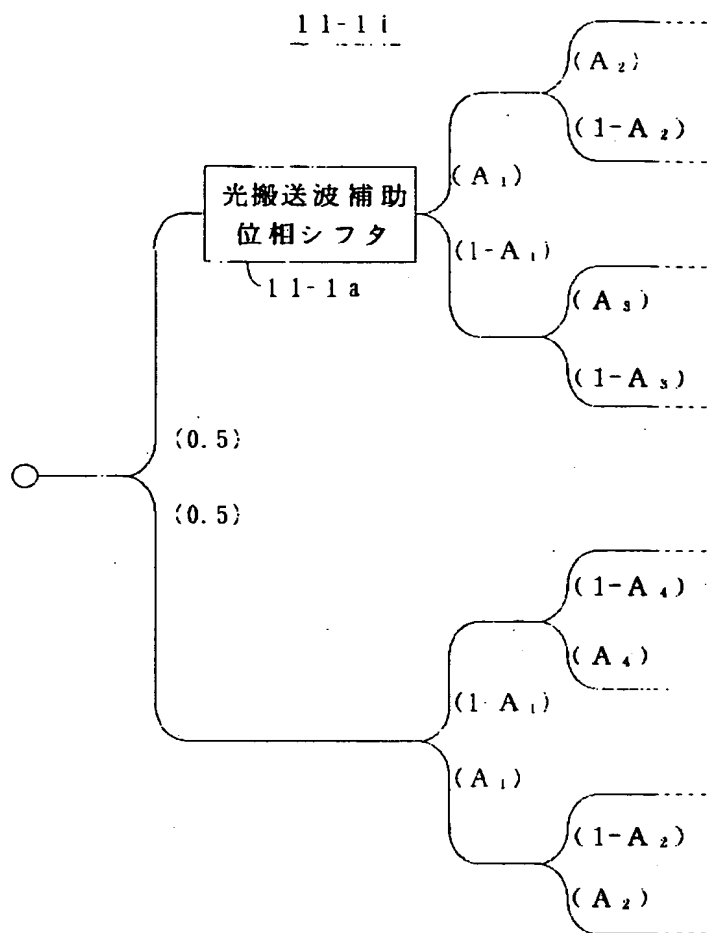 11-1i
(A₂)
(1-A₂)
(A₁)
光搬送波補助
位相シフタ
(1-A₁)
11-1a
(A₃)
(1-A₃)
(0.5)
(0.5)
(1-A₄)
(A₄)
(1-A₁)
(A₁)
(1-A₂)
(A₂)